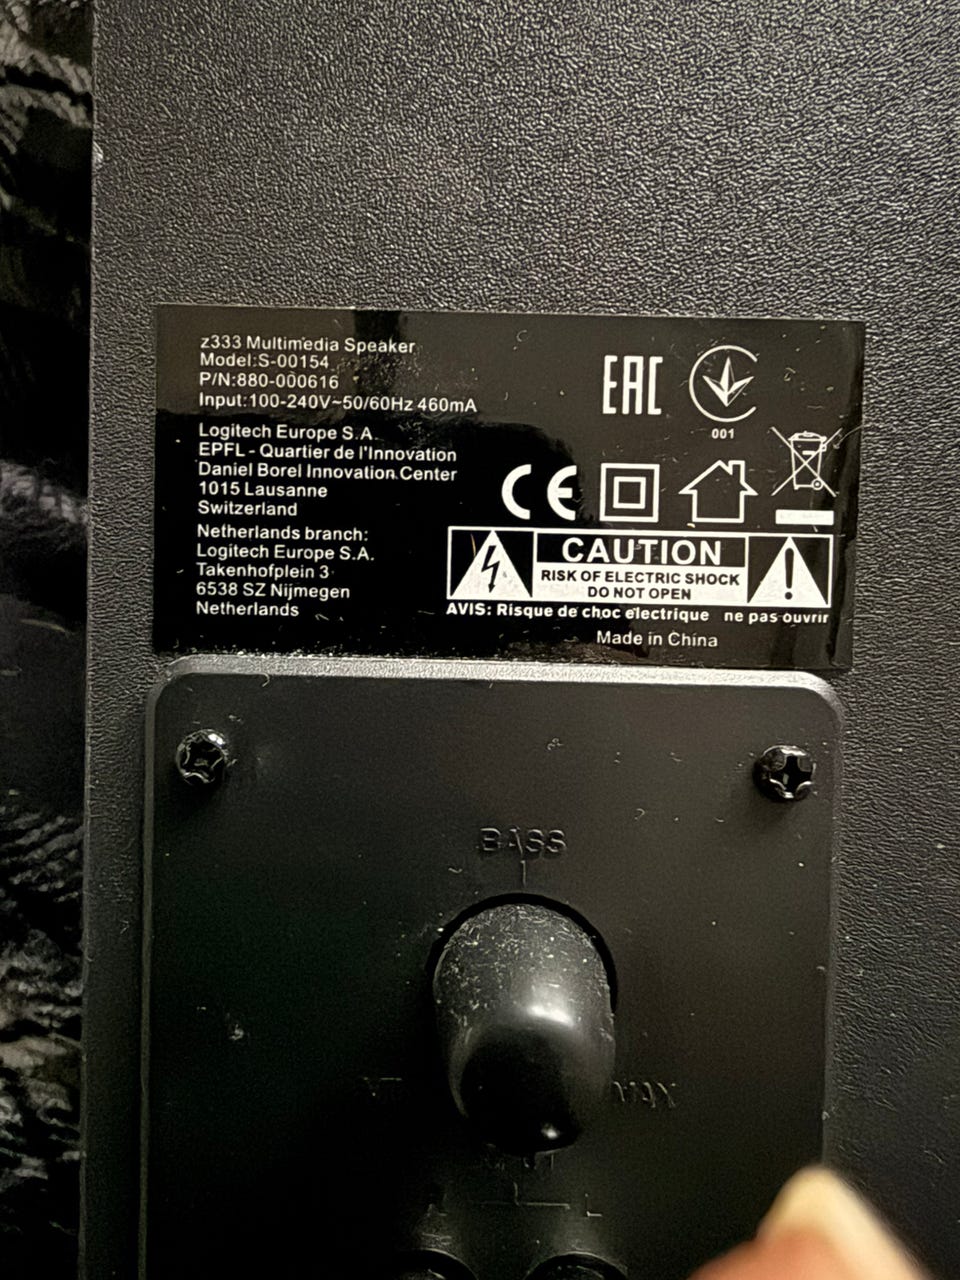 z333 Multimedia Speaker
Model:S-00154
P/N:880-000616
Input:100-240V~50/60Hz 460mA
Logitech Europe S.A.
EPFL - Quartier de l'Innovation
Daniel Borel Innovation Center
1015 Lausanne
Switzerland
Netherlands branch:
Logitech Europe S.A.
Takenhofplein 3
6538 SZ Nijmegen
Netherlands
EAC
001
CE
CAUTION
RISK OF ELECTRIC SHOCK
DO NOT OPEN
AVIS: Risque de choc electrique ne pas ouvrir
Made in China
BASS
MAX
L